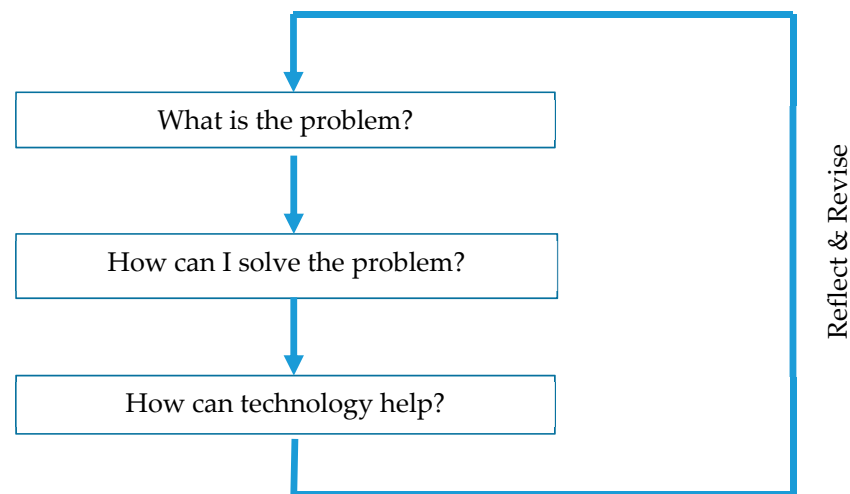 What is the problem?
How can I solve the problem?
How can technology help?
Reflect & Revise